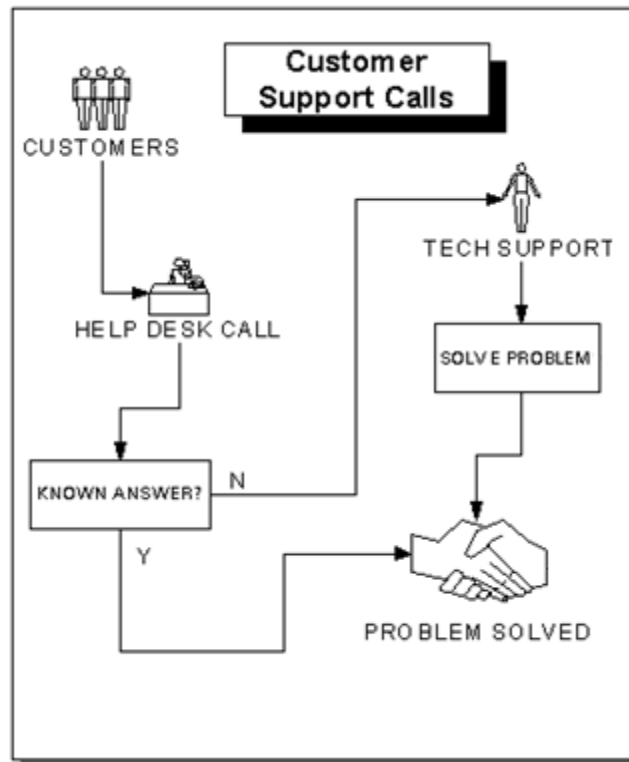 Customer
Support Calls
CUSTOMERS
TECH SUPPORT
HELP DESK CALL
SOLVE PROBLEM
KNOWN ANSWER?
N
Y
PROBLEM SOLVED